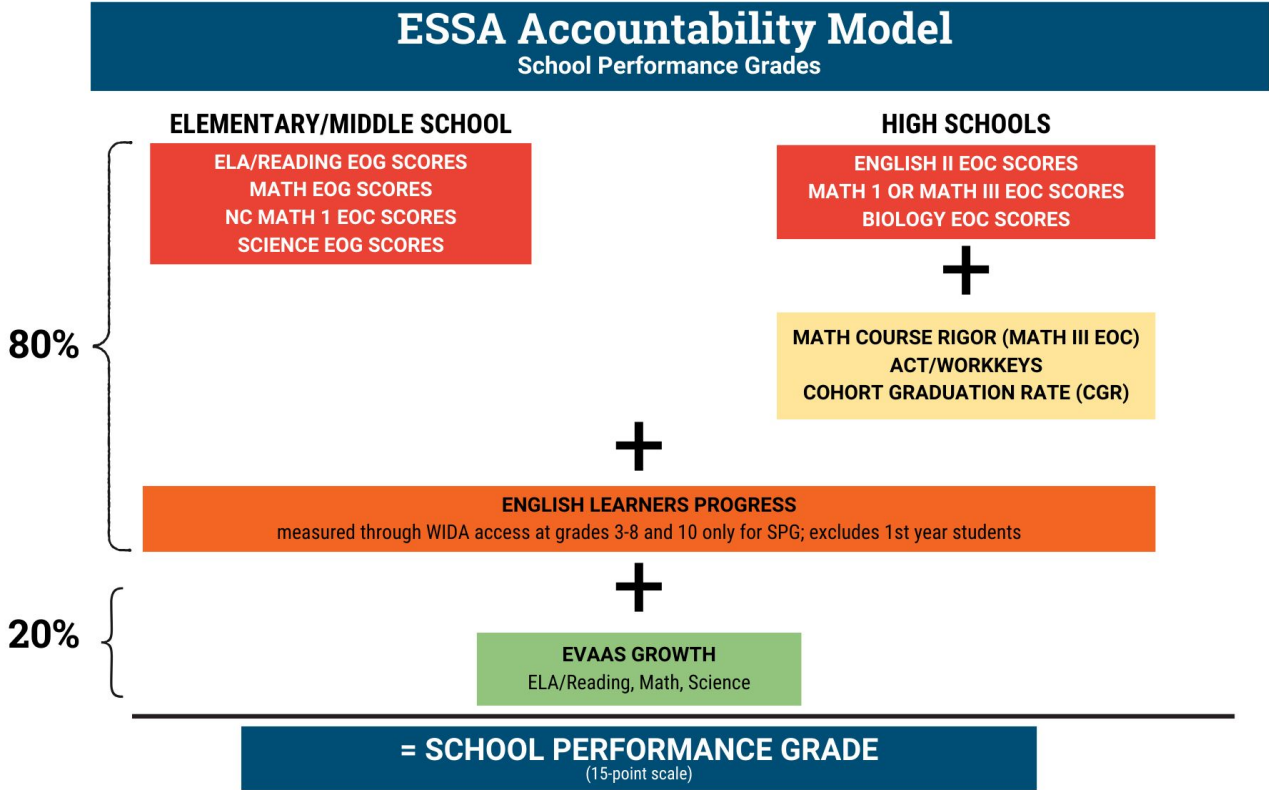 ESSA Accountability Model
School Performance Grades
ELEMENTARY/MIDDLE SCHOOL
ELA/READING EOG SCORES
MATH EOG SCORES
NC MATH 1 EOC SCORES
SCIENCE EOG SCORES
HIGH SCHOOLS
ENGLISH II EOC SCORES
MATH 1 OR MATH III EOC SCORES
BIOLOGY EOC SCORES
+
MATH COURSE RIGOR (MATH III EOC)
ACT/WORKKEYS
COHORT GRADUATION RATE (CGR)
80%
+
ENGLISH LEARNERS PROGRESS
measured through WIDA access at grades 3-8 and 10 only for SPG; excludes 1st year students
+
20%
EVAAS GROWTH
ELA/Reading, Math, Science
= SCHOOL PERFORMANCE GRADE
(15-point scale)